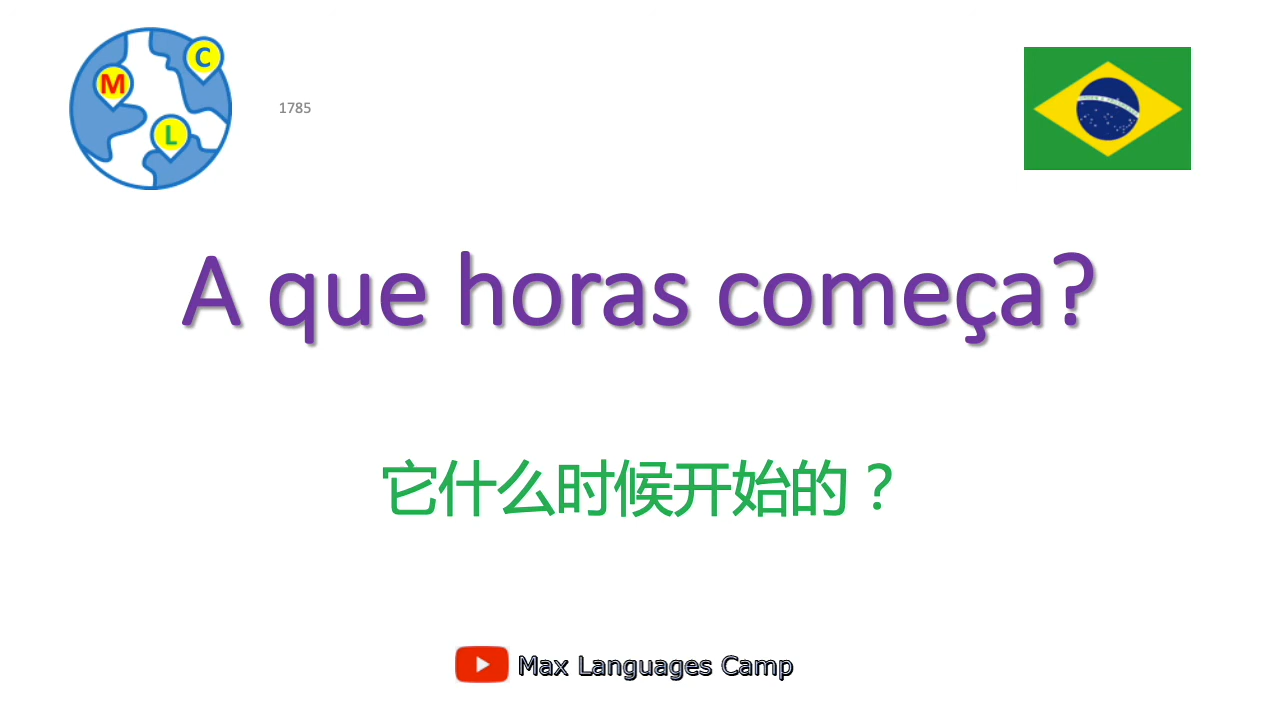 C
M
L
1785
A que horas começa?
它什么时候开始的？
Max Languages Camp